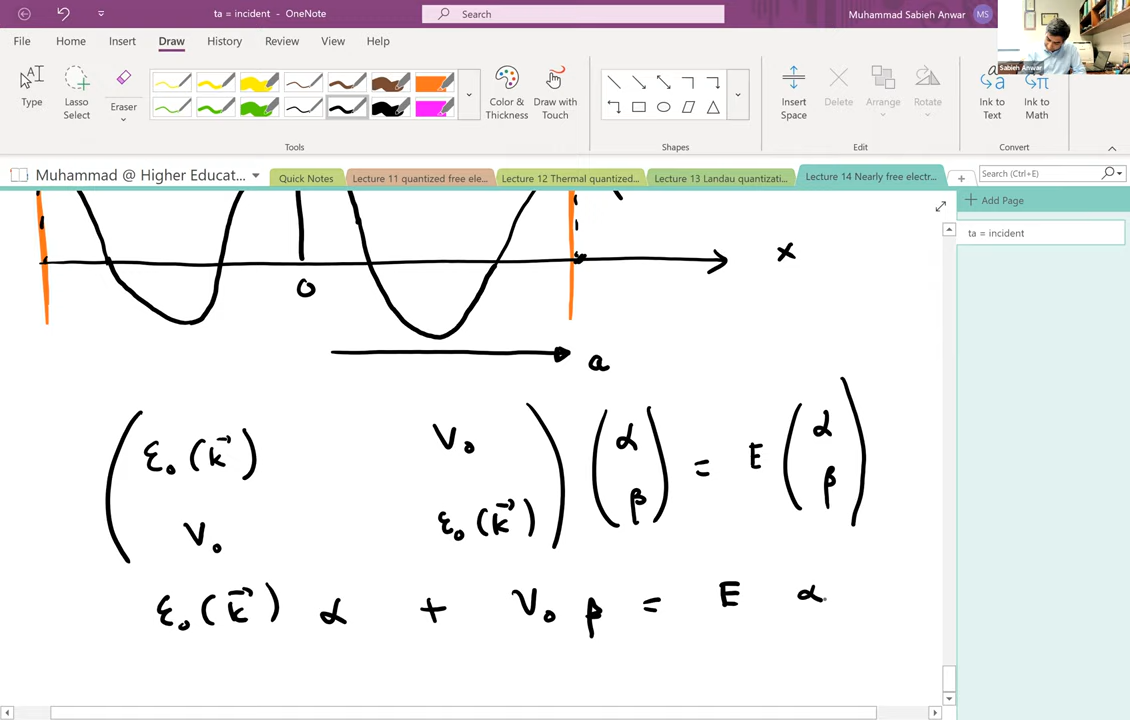 ta = incident - OneNote
Search
Muhammad Sabieh Anwar
MS
File Home Insert Draw History Review View Help
Sabieh Anwar
Type
Lasso Select
Eraser
Color & Thickness
Draw with Touch
Insert Space
Delete
Arrange
Rotate
Ink to Text
Ink to Math
Tools
Shapes
Edit
Convert
Muhammad @ Higher Educat...
Quick Notes
Lecture 11 quantized free ele...
Lecture 12 Thermal quantized...
Lecture 13 Landau quantizati...
Lecture 14 Nearly free electr...
Search (Ctrl+E)
Add Page
ta = incident
x
0
a
ε₀(k⃗) V₀ (α = E (α
V₀ ε₀(k⃗) β) β)
ε₀(k⃗) α + V₀ β = E α